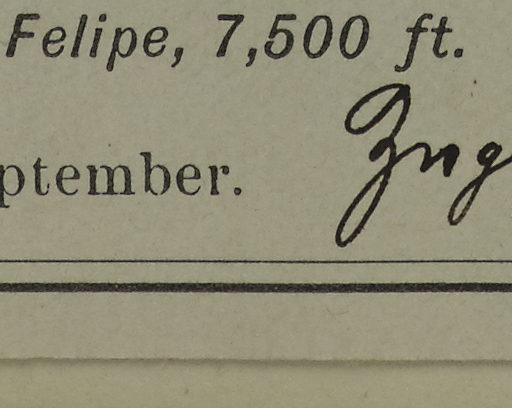 Felipe, 7,500 ft.
ptember.